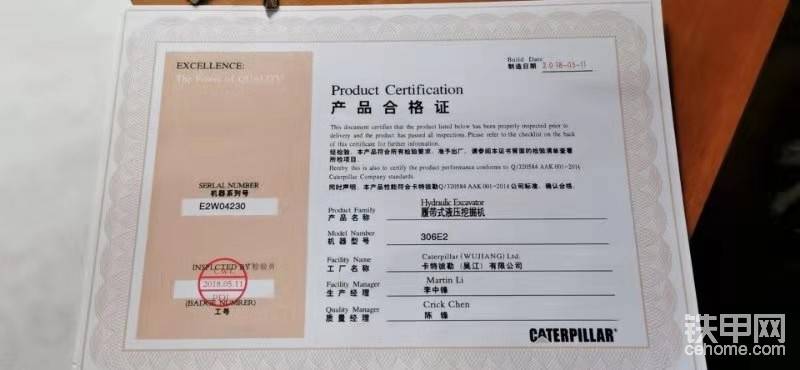 EXCELLENCE:
The Power of QUALITY
Build Date
制造日期 2018-05-11
Product Certification
产品合格证
This document certifies that the product listed below has been properly inspected prior to
delivery and the product has passed all inspections.Please refer to the checklist on the back
of this certificate for further information.
经检验,本产品符合所有检验要求,准予出厂,请参阅本证书背面的检验清单查看
所检项目.
Hereby this is also to certify the product performance conforms to Q/320584 AAK 001-2014
Caterpillar Company standards.
同时声明,本产品性能符合卡特彼勒Q/320584 AAK 001-2014公司标准,确认合格.
SERIAL NUMBER
机器系列号
E2W04230
Product Family
产品名称
Hydraulic Excavator
履带式液压挖掘机
Model Number
机器型号
306E2
Facility Name
工厂名称
Caterpillar (WUJIANG) Ltd.
卡特彼勒(吴江)有限公司
INSPECTED BY 检验员
2018.05.11
PDI
(BADGE NUMBER)
工号
Facility Manager
生产经理
Martin Li
李中锋
Quality Manager
质量经理
Crick Chen
陈锋
CATERPILLAR
铁甲网
cehome.com